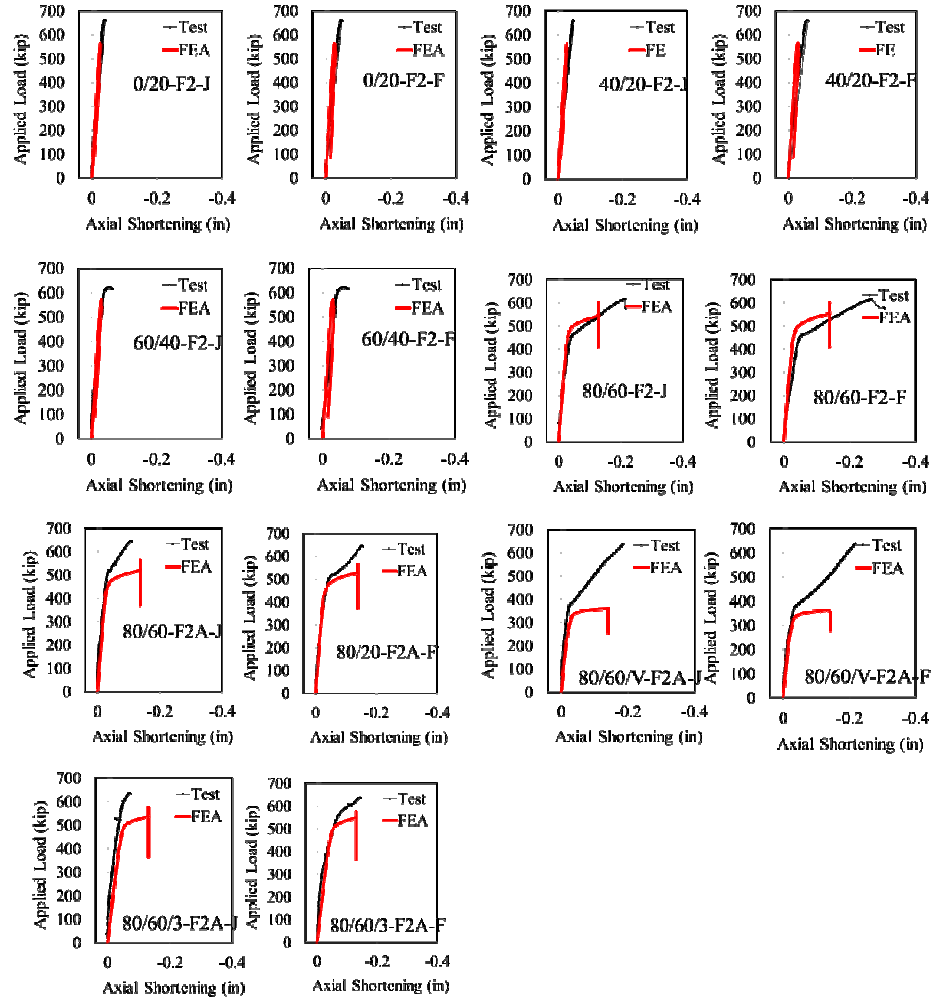 700
600
500
400
300
200
100
0
Applied Load (kip)
Test
FEA
0/20-F2-J
0 -0.2 -0.4
Axial Shortening (in)
700
600
500
400
300
200
100
0
Applied Load (kip)
Test
FEA
0/20-F2-F
0 -0.2 -0.4
Axial Shortening (in)
700
600
500
400
300
200
100
0
Applied Load (kip)
Test
FE
40/20-F2-J
0 -0.2 -0.4
Axial Shortening (in)
700
600
500
400
300
200
100
0
Applied Load (kip)
Test
FE
40/20-F2-F
0 -0.2 -0.4
Axial Shortening (in)
700
600
500
400
300
200
100
0
Applied Load (kip)
Test
FEA
60/40-F2-J
0 -0.2 -0.4
Axial Shortening (in)
700
600
500
400
300
200
100
0
Applied Load (kip)
Test
FEA
60/40-F2-F
0 -0.2 -0.4
Axial Shortening (in)
700
600
500
400
300
200
100
0
Applied Load (kip)
Test
FEA
80/60-F2-J
0 -0.2 -0.4
Axial Shortening (in)
700
600
500
400
300
200
100
0
Applied Load (kip)
Test
FEA
80/60-F2-F
0 -0.2 -0.4
Axial Shortening (in)
700
600
500
400
300
200
100
0
Applied Load (kip)
Test
FEA
80/60-F2A-J
0 -0.2 -0.4
Axial Shortening (in)
700
600
500
400
300
200
100
0
Applied Load (kip)
Test
FEA
80/20-F2A-F
0 -0.2 -0.4
Axial Shortening (in)
700
600
500
400
300
200
100
0
Applied Load (kip)
Test
FEA
80/60/V-F2A-J
0 -0.2 -0.4
Axial Shortening (in)
700
600
500
400
300
200
100
0
Applied Load (kip)
Test
FEA
80/60/V-F2A-F
0 -0.2 -0.4
Axial Shortening (in)
700
600
500
400
300
200
100
0
Applied Load (kip)
Test
FEA
80/60/3-F2A-J
0 -0.2 -0.4
Axial Shortening (in)
700
600
500
400
300
200
100
0
Applied Load (kip)
Test
FEA
80/60/3-F2A-F
0 -0.2 -0.4
Axial Shortening (in)